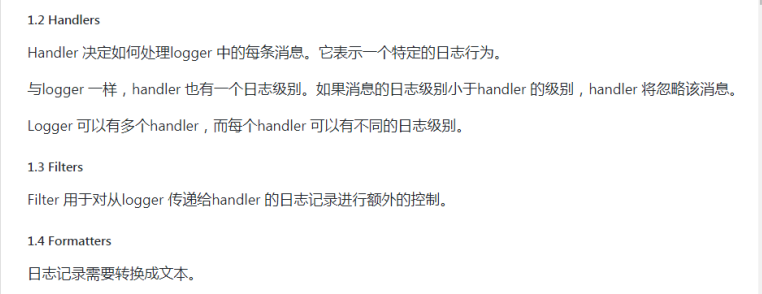 1.2 Handlers
Handler 决定如何处理logger 中的每条消息。它表示一个特定的日志行为。
与logger 一样，handler 也有一个日志级别。如果消息的日志级别小于handler 的级别，handler 将忽略该消息。
Logger 可以有多个handler，而每个handler 可以有不同的日志级别。
1.3 Filters
Filter 用于对从logger 传递给handler 的日志记录进行额外的控制。
1.4 Formatters
日志记录需要转换成文本。